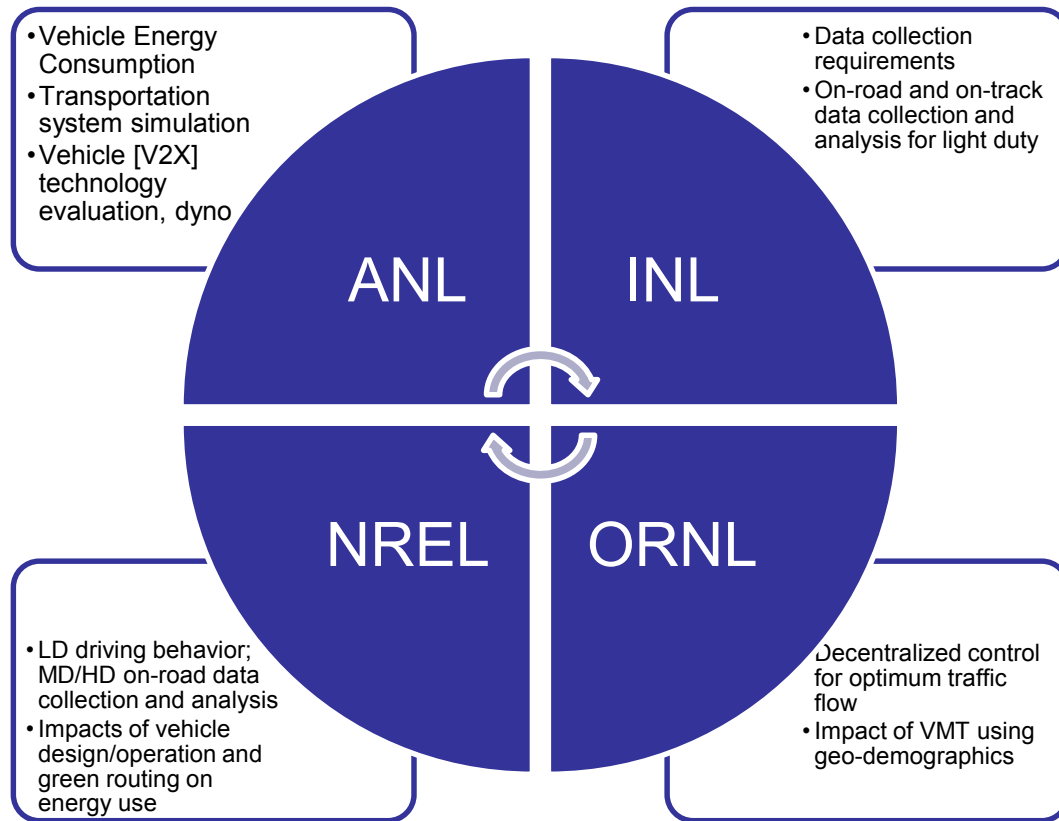 •Vehicle Energy
Consumption
•Transportation
system simulation
•Vehicle [V2X]
technology
evaluation, dyno
•Data collection
requirements
•On-road and on-track
data collection and
analysis for light duty
ANL
INL
NREL
ORNL
•LD driving behavior;
MD/HD on-road data
collection and analysis
•Impacts of vehicle
design/operation and
green routing on
energy use
Decentralized control
for optimum traffic
flow
•Impact of VMT using
geo-demographics